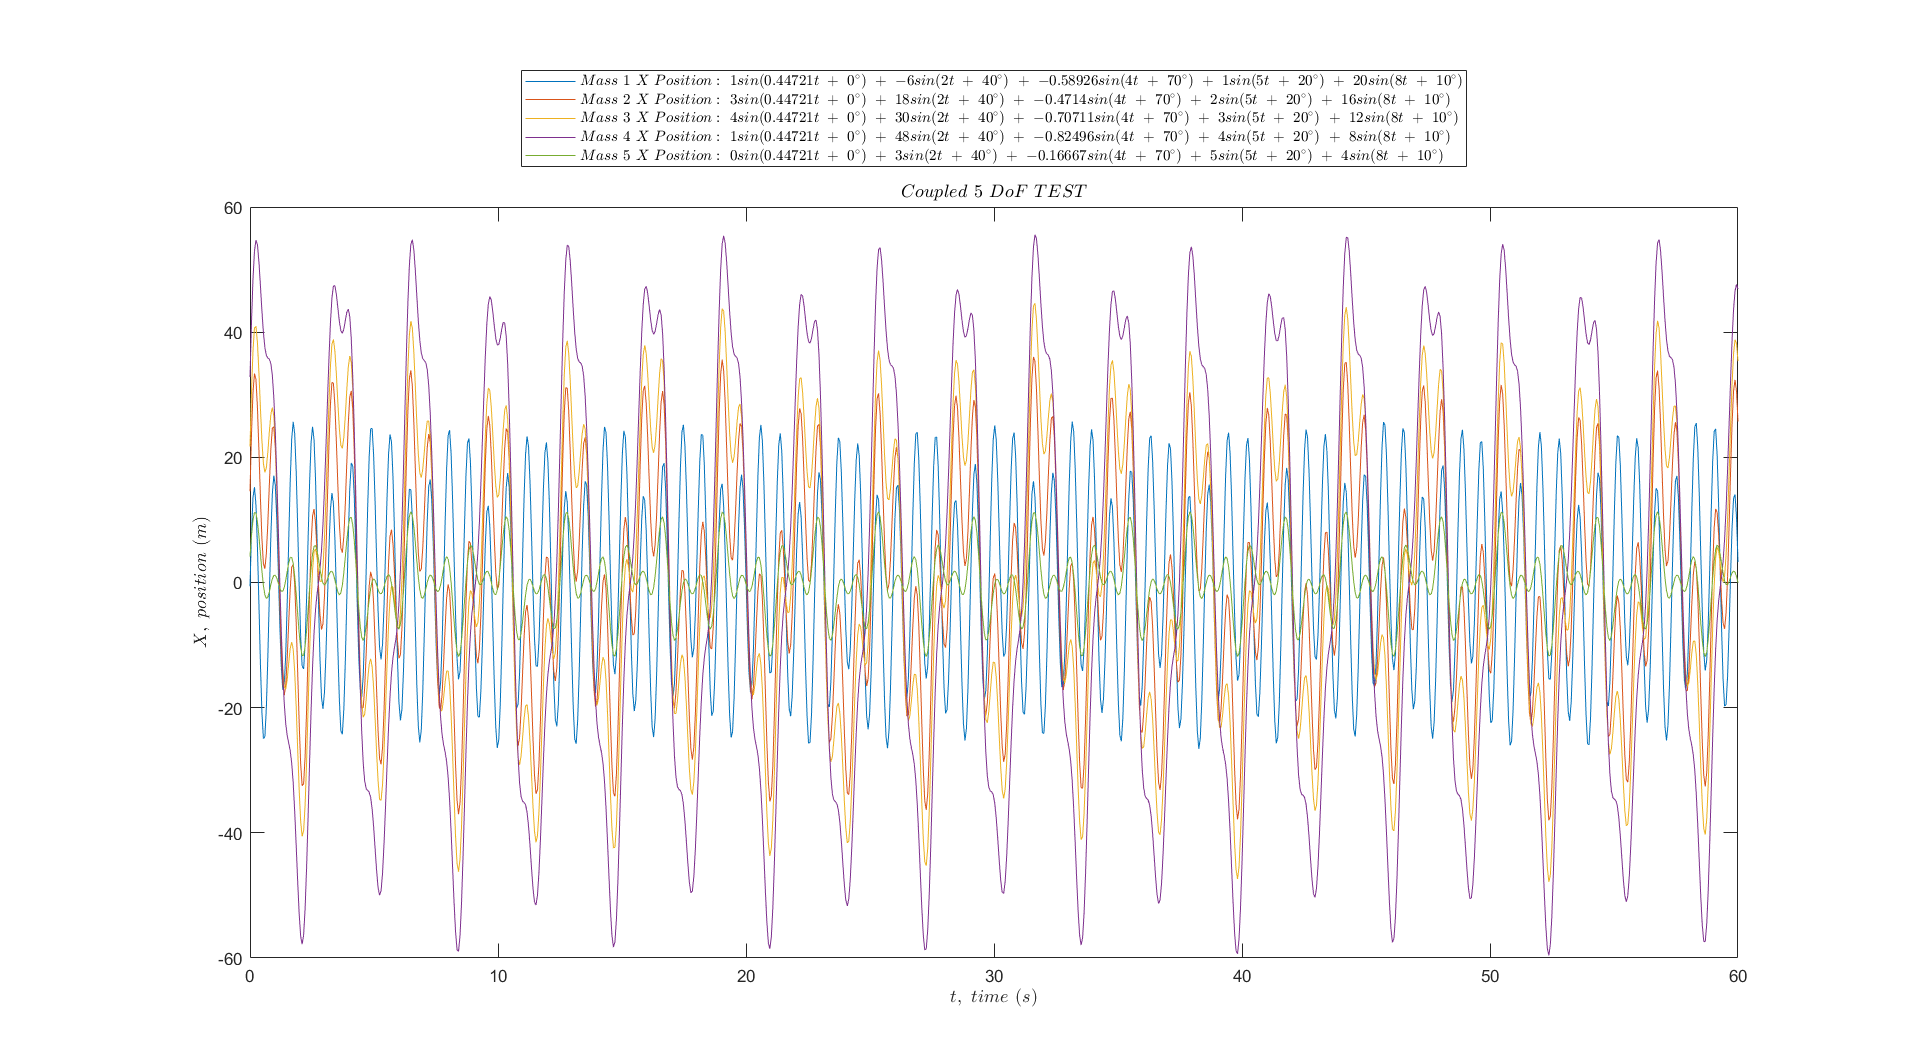 Mass 1 X Position: 1sin(0.44721t + 0°) + −6sin(2t + 40°) + −0.58926sin(4t + 70°) + 1sin(5t + 20°) + 20sin(8t + 10°)
Mass 2 X Position: 3sin(0.44721t + 0°) + 18sin(2t + 40°) + −0.4714sin(4t + 70°) + 2sin(5t + 20°) + 16sin(8t + 10°)
Mass 3 X Position: 4sin(0.44721t + 0°) + 30sin(2t + 40°) + −0.70711sin(4t + 70°) + 3sin(5t + 20°) + 12sin(8t + 10°)
Mass 4 X Position: 1sin(0.44721t + 0°) + 48sin(2t + 40°) + −0.82496sin(4t + 70°) + 4sin(5t + 20°) + 8sin(8t + 10°)
Mass 5 X Position: 0sin(0.44721t + 0°) + 3sin(2t + 40°) + −0.16667sin(4t + 70°) + 5sin(5t + 20°) + 4sin(8t + 10°)
Coupled 5 DoF TEST
60
40
20
0
-20
-40
-60
X, position (m)
0 10 20 30 40 50 60
t, time (s)